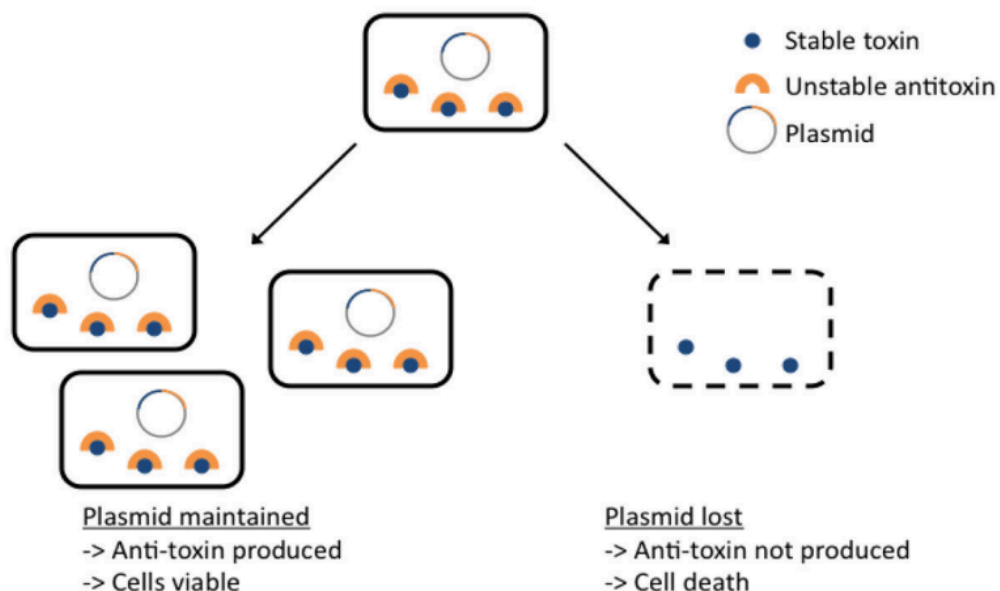 Stable toxin
Unstable antitoxin
Plasmid
Plasmid maintained
-> Anti-toxin produced
-> Cells viable
Plasmid lost
-> Anti-toxin not produced
-> Cell death